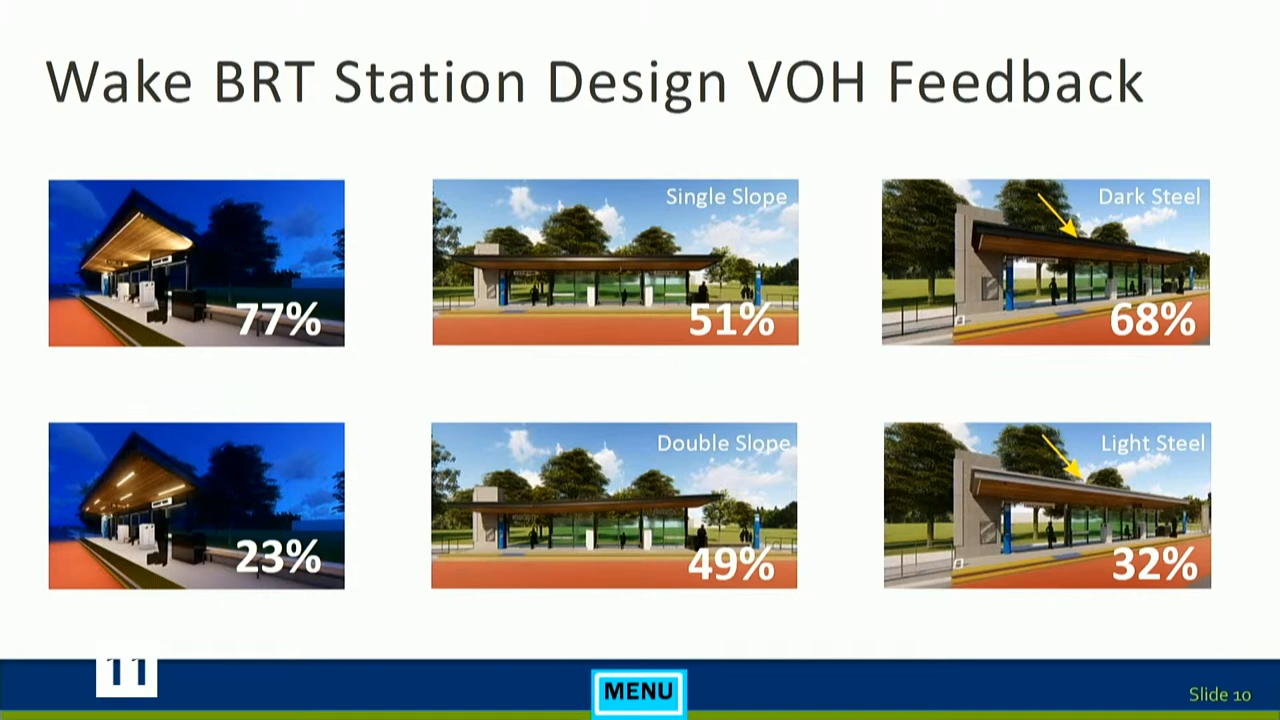 Wake BRT Station Design VOH Feedback
77%
Single Slope
51%
Dark Steel
68%
23%
Double Slope
49%
Light Steel
32%
11
MENU
Slide 10